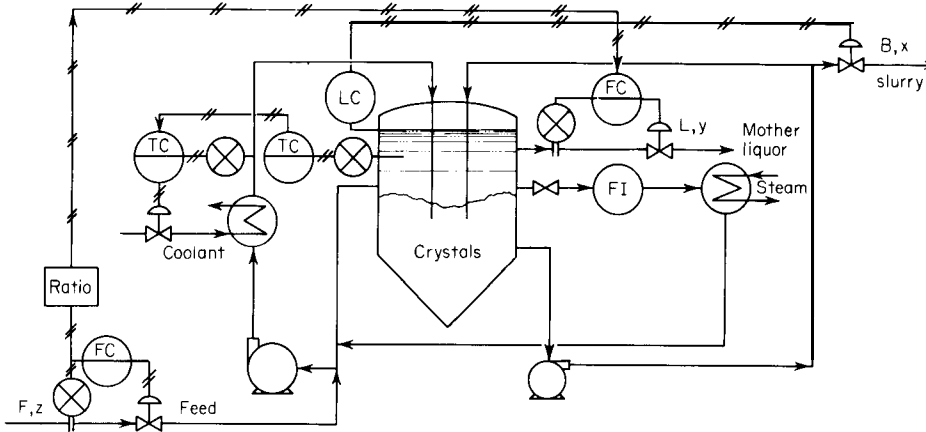 B,x
slurry
LC
FC
L,y
Mother
liquor
TC
TC
FI
Steam
Coolant
Crystals
Ratio
FC
F,z
Feed